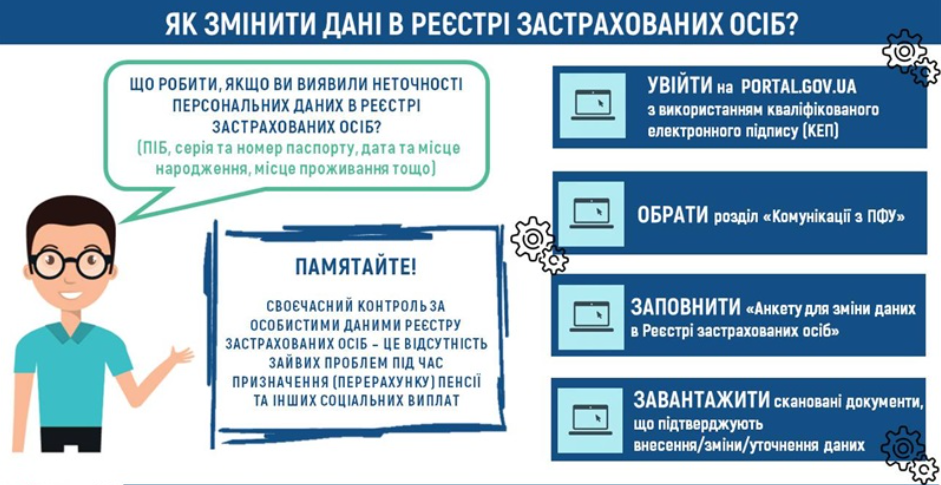 ЯК ЗМІНИТИ ДАНІ В РЕЄСТРІ ЗАСТРАХОВАНИХ ОСІБ?
ЩО РОБИТИ, ЯКЩО ВИ ВИЯВИЛИ НЕТОЧНОСТІ
ПЕРСОНАЛЬНИХ ДАНИХ В РЕЄСТРІ
ЗАСТРАХОВАНИХ ОСІБ?
(ПІБ, серія та номер паспорту, дата та місце
народження, місце проживання тощо)
ПАМЯТАЙТЕ!
СВОЄЧАСНИЙ КОНТРОЛЬ ЗА
ОСОБИСТИМИ ДАНИМИ РЕЄСТРУ
ЗАСТРАХОВАНИХ ОСІБ – ЦЕ ВІДСУТНІСТЬ
ЗАЙВИХ ПРОБЛЕМ ПІД ЧАС
ПРИЗНАЧЕННЯ (ПЕРЕРАХУНКУ) ПЕНСІЇ
ТА ІНШИХ СОЦІАЛЬНИХ ВИПЛАТ
УВІЙТИ на PORTAL.GOV.UA
з використанням кваліфікованого
електронного підпису (КЕП)
ОБРАТИ розділ «Комунікації з ПФУ»
ЗАПОВНИТИ «Анкету для зміни даних
в Реєстрі застрахованих осіб»
ЗАВАНТАЖИТИ скановані документи,
що підтверджують
внесення/зміни/уточнення даних